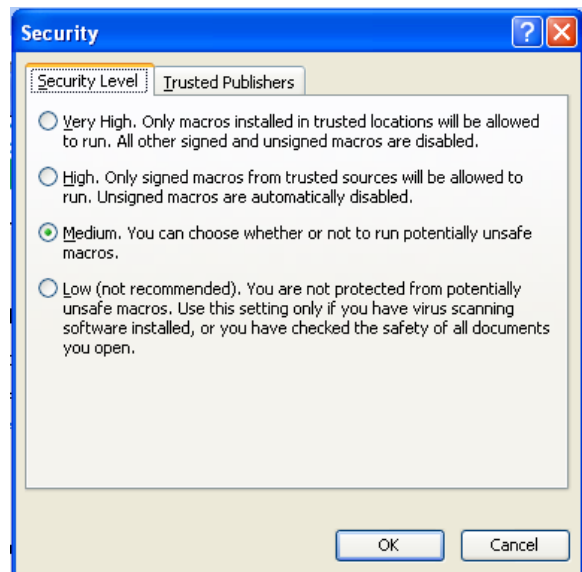 Security
Security Level Trusted Publishers
Very High. Only macros installed in trusted locations will be allowed
to run. All other signed and unsigned macros are disabled.
High. Only signed macros from trusted sources will be allowed to
run. Unsigned macros are automatically disabled.
Medium. You can choose whether or not to run potentially unsafe
macros.
Low (not recommended). You are not protected from potentially
unsafe macros. Use this setting only if you have virus scanning
software installed, or you have checked the safety of all documents
you open.
OK Cancel